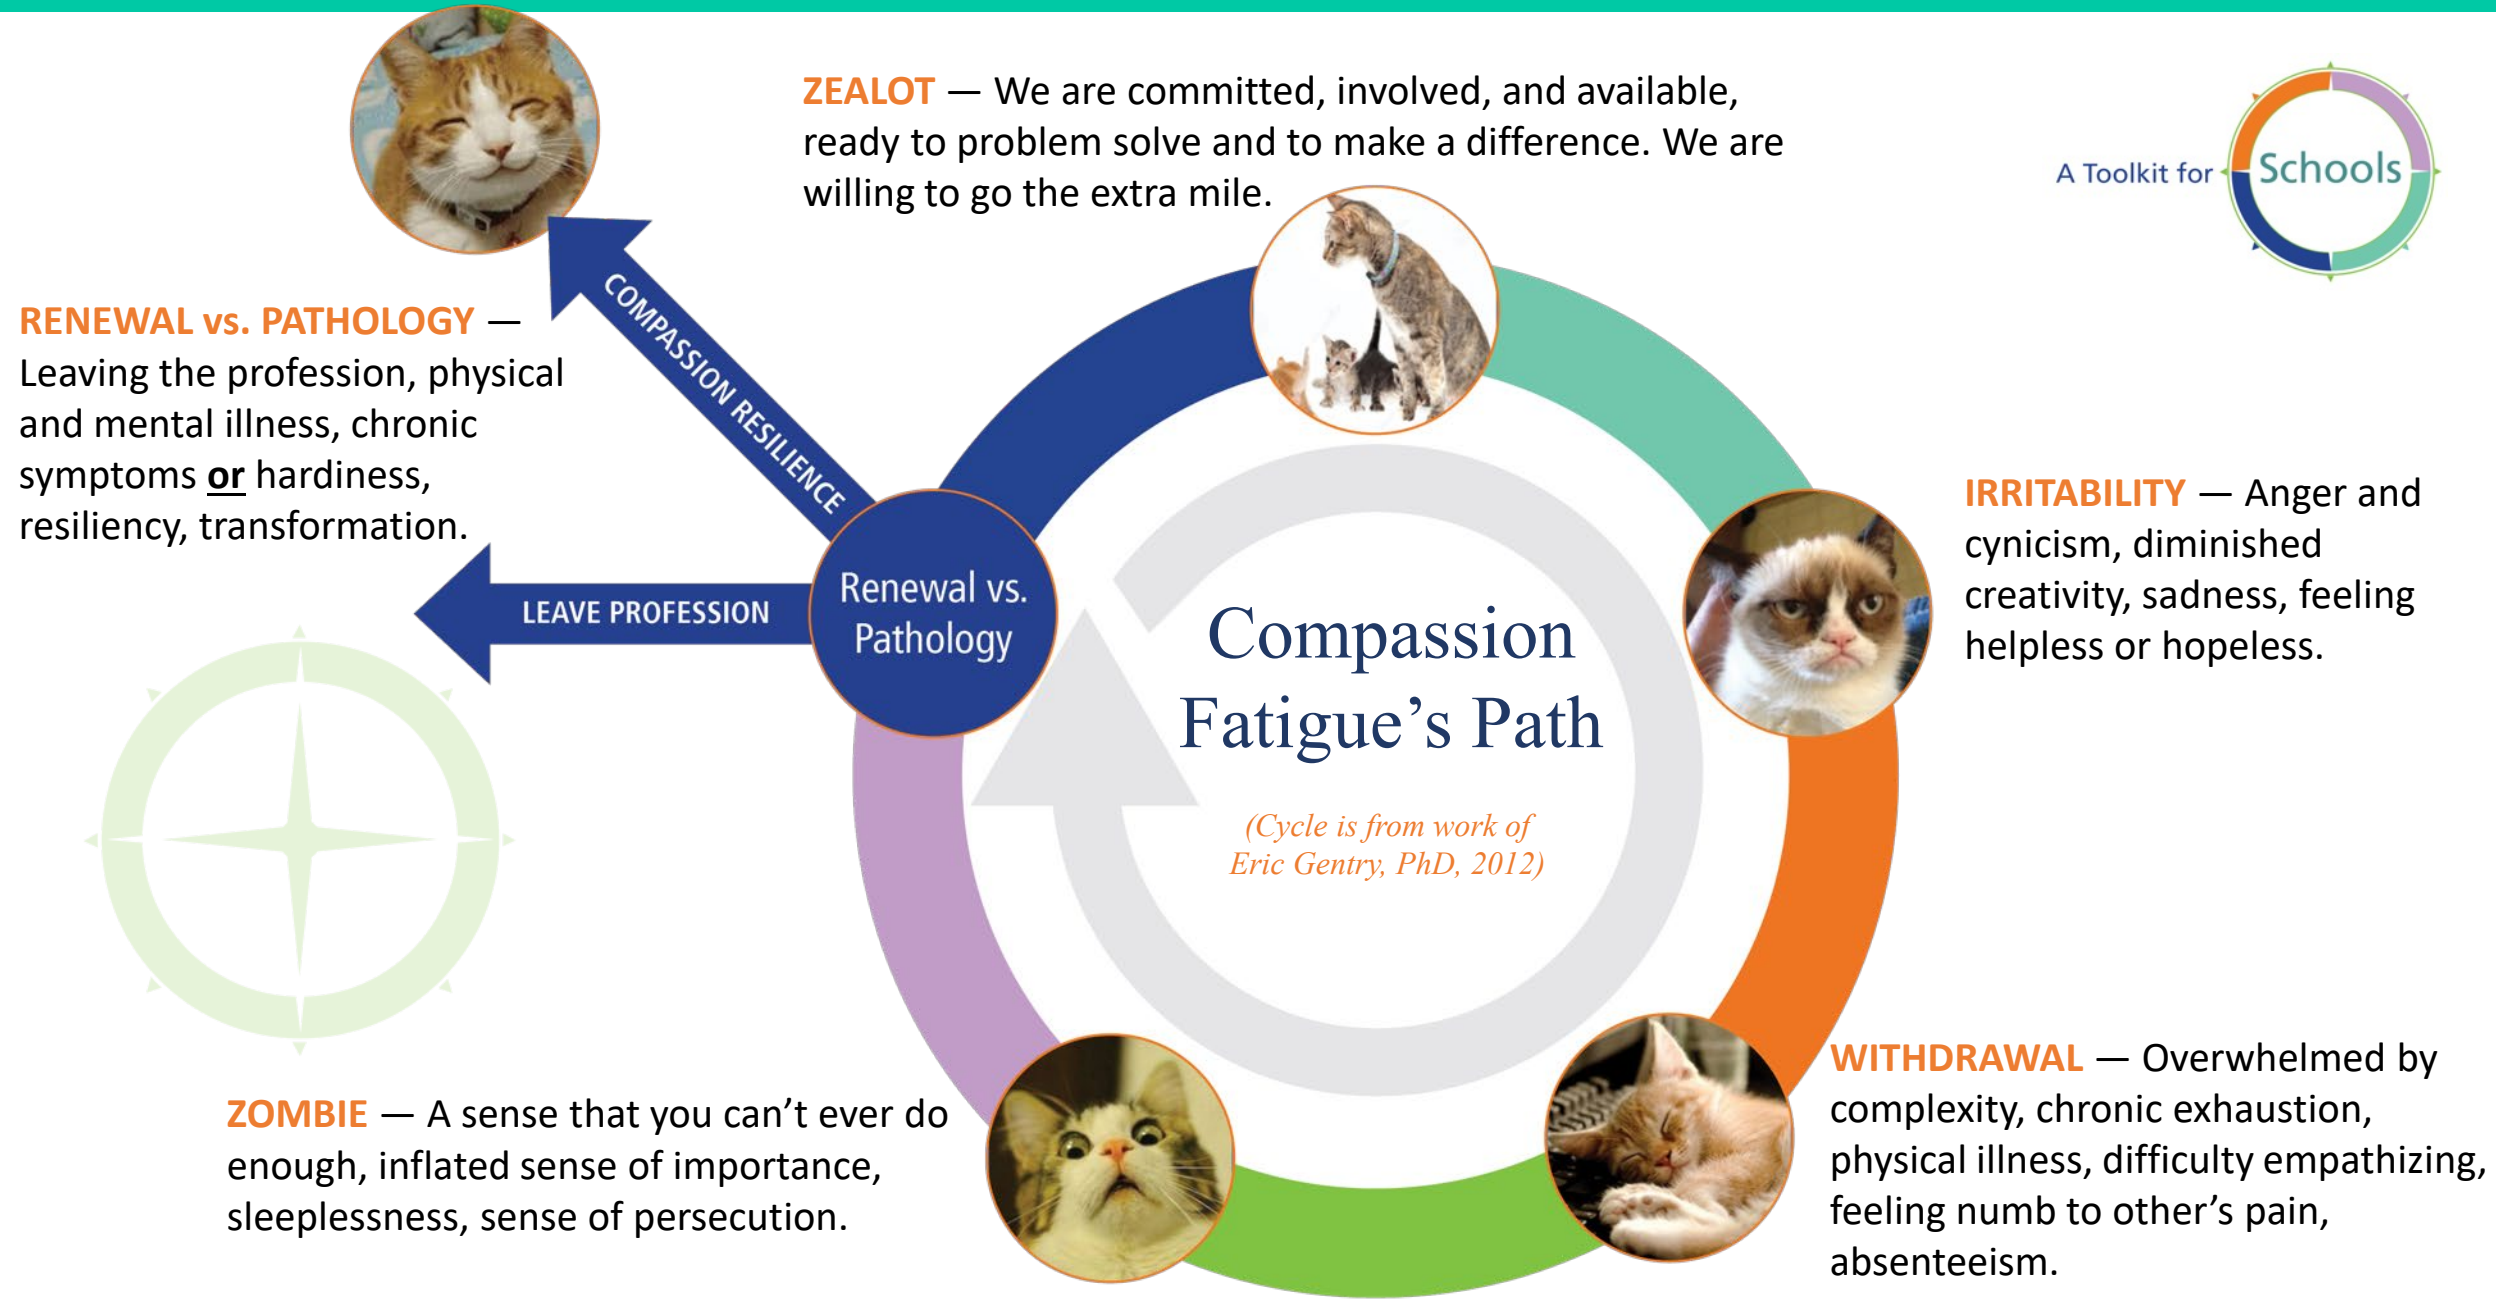 ZEALOT — We are committed, involved, and available,
ready to problem solve and to make a difference. We are
willing to go the extra mile.
A Toolkit for Schools
RENEWAL vs. PATHOLOGY —
Leaving the profession, physical
and mental illness, chronic
symptoms or hardiness,
resiliency, transformation.
COMPASSION RESILIENCE
LEAVE PROFESSION
Renewal vs.
Pathology
Compassion
Fatigue’s Path
(Cycle is from work of
Eric Gentry, PhD, 2012)
IRRITABILITY — Anger and
cynicism, diminished
creativity, sadness, feeling
helpless or hopeless.
WITHDRAWAL — Overwhelmed by
complexity, chronic exhaustion,
physical illness, difficulty empathizing,
feeling numb to other’s pain,
absenteeism.
ZOMBIE — A sense that you can’t ever do
enough, inflated sense of importance,
sleeplessness, sense of persecution.